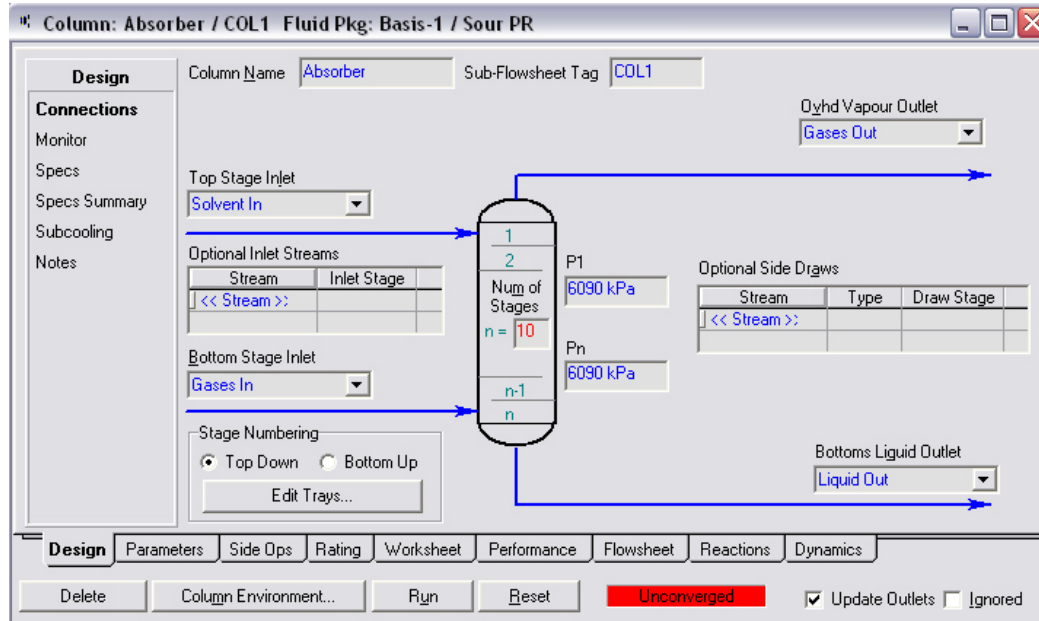 Column: Absorber / COL1 Fluid Pkg: Basis-1 / Sour PR
Design
Connections
Monitor
Specs
Specs Summary
Subcooling
Notes
Column Name Absorber Sub-Flowsheet Tag COL1
Ovhd Vapour Outlet
Gases Out
Top Stage Inlet
Solvent In
Optional Inlet Streams
Stream Inlet Stage
<< Stream >>
Bottom Stage Inlet
Gases In
Stage Numbering
Top Down Bottom Up
Edit Trays...
1
2
Num of
Stages
n = 10
n-1
n
P1
6090 kPa
Pn
6090 kPa
Optional Side Draws
Stream Type Draw Stage
<< Stream >>
Bottoms Liquid Outlet
Liquid Out
Design Parameters Side Ops Rating Worksheet Performance Flowsheet Reactions Dynamics
Delete Column Environment... Run Reset Unconverged Update Outlets Ignored